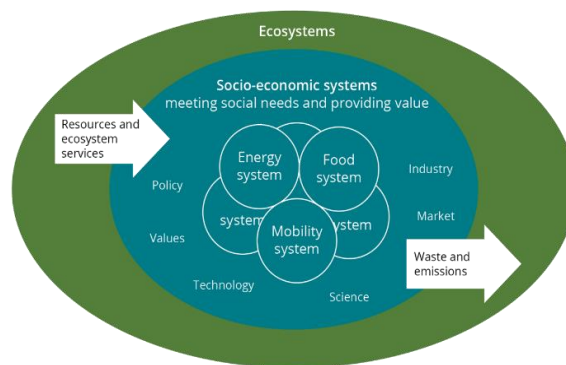 Ecosystems
Socio-economic systems
meeting social needs and providing value
Resources and
ecosystem
services
Energy
system
Food
system
Industry
Policy
system
Market
Values
Mobility
system
Waste and
emissions
Technology
Science